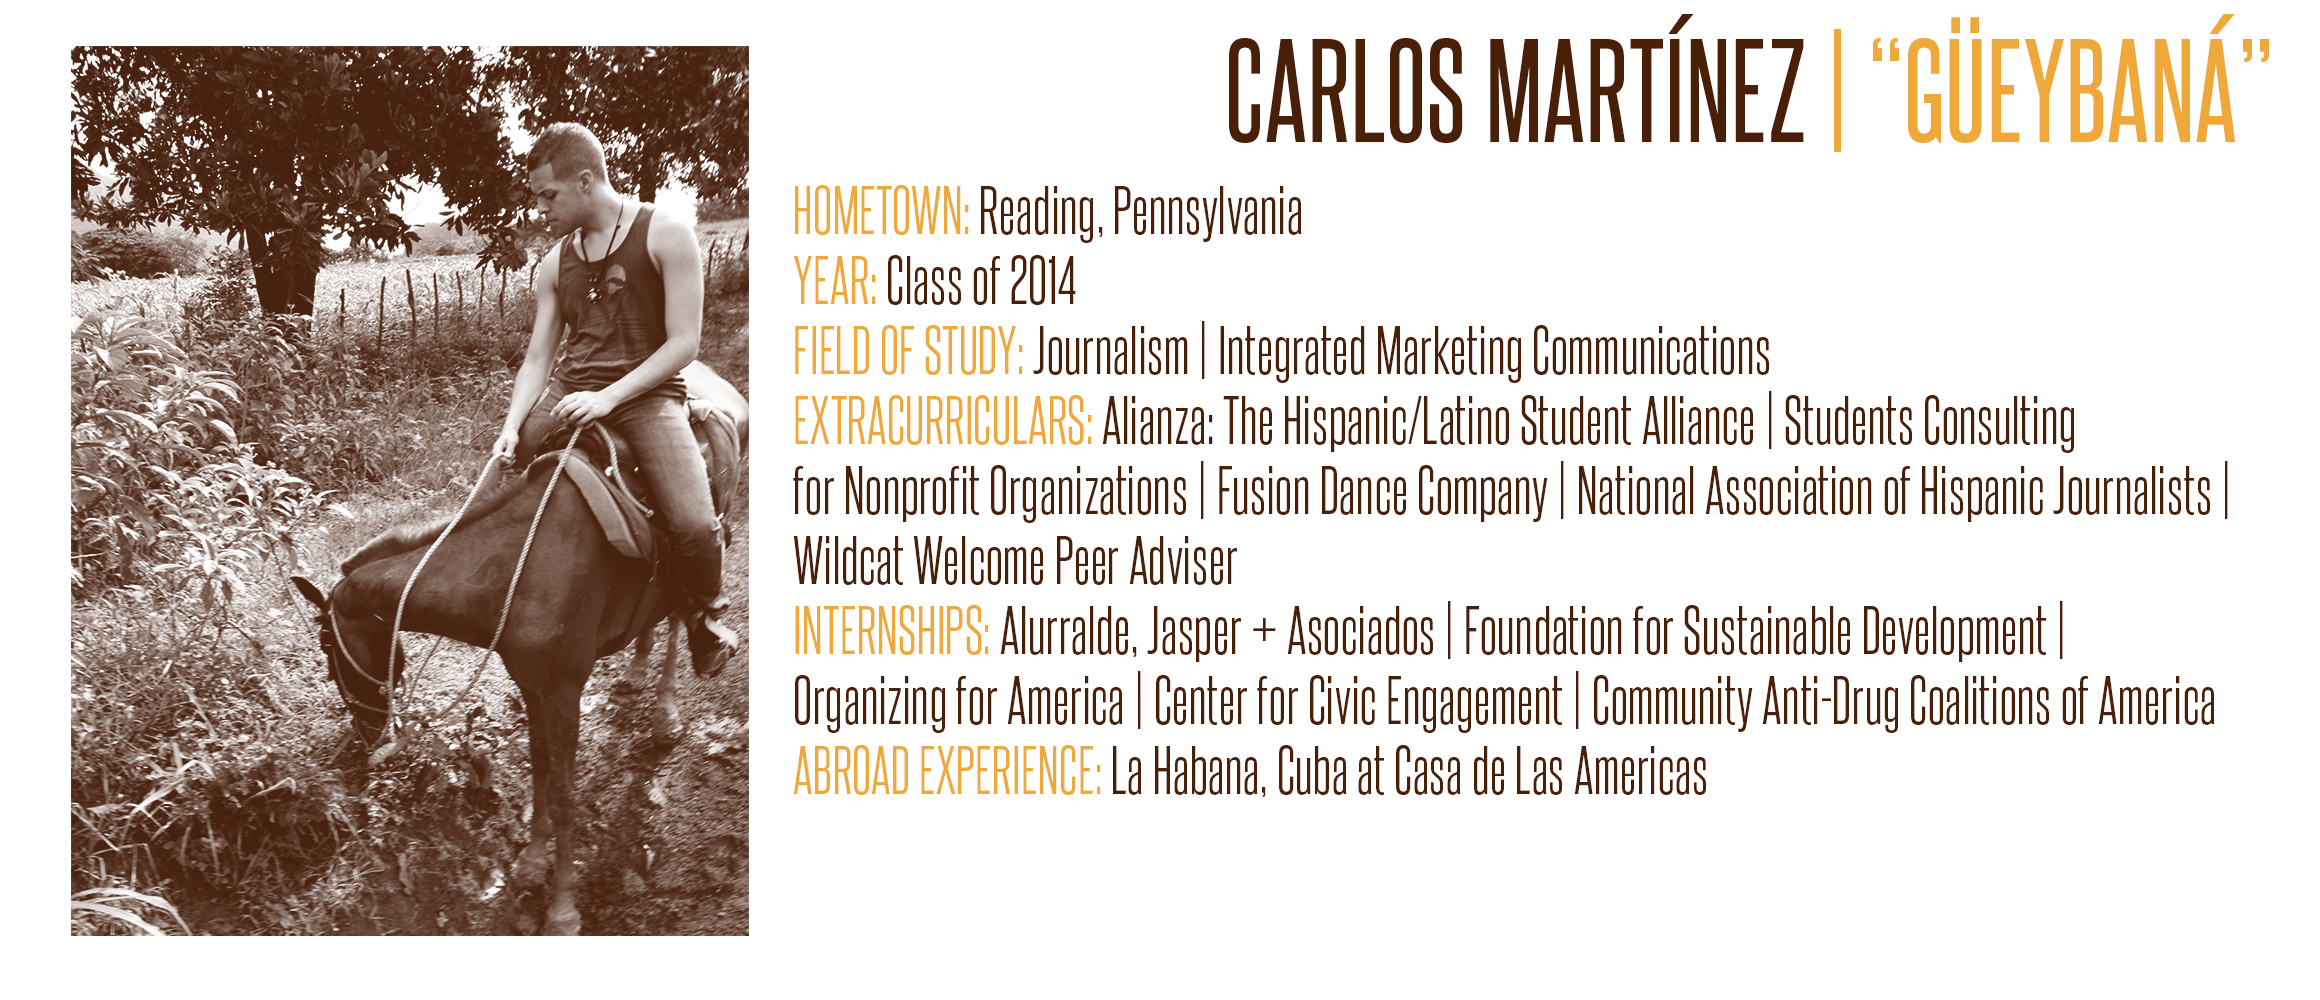 CARLOS MARTÍNEZ | “GÜEYBANÁ”
HOMETOWN: Reading, Pennsylvania
YEAR: Class of 2014
FIELD OF STUDY: Journalism | Integrated Marketing Communications
EXTRACURRICULARS: Alianza: The Hispanic/Latino Student Alliance | Students Consulting
for Nonprofit Organizations | Fusion Dance Company | National Association of Hispanic Journalists |
Wildcat Welcome Peer Adviser
INTERNSHIPS: Alurralde, Jasper + Asociados | Foundation for Sustainable Development |
Organizing for America | Center for Civic Engagement | Community Anti-Drug Coalitions of America
ABROAD EXPERIENCE: La Habana, Cuba at Casa de Las Americas